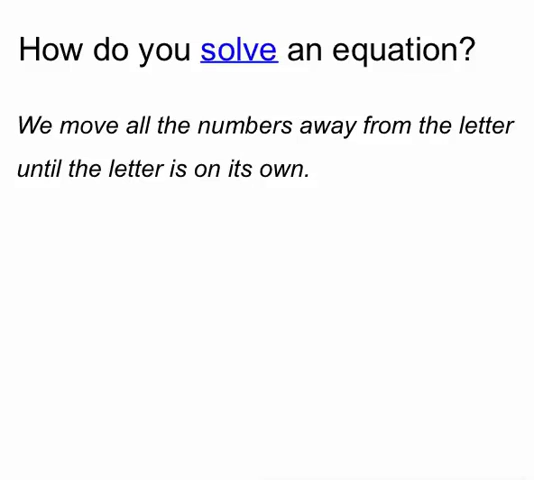 How do you solve an equation?
We move all the numbers away from the letter
until the letter is on its own.